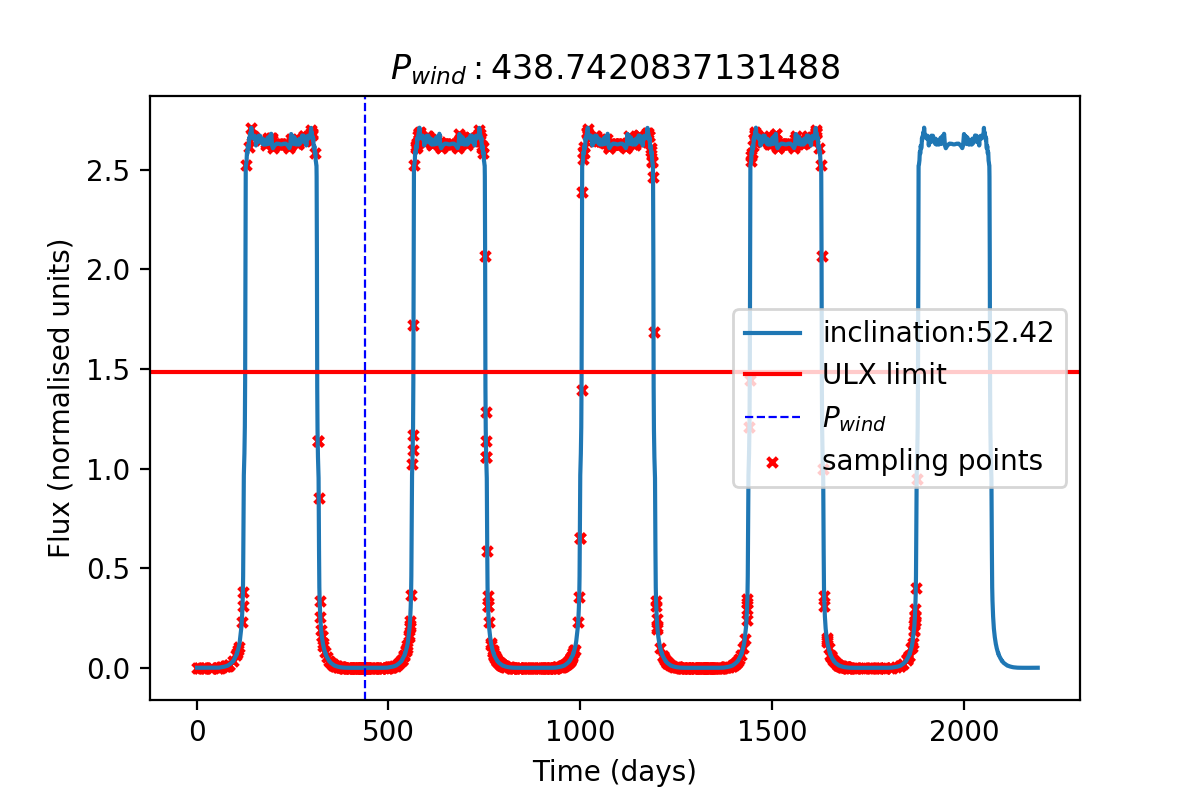 P_wind : 438.7420837131488
Flux (normalised units)
2.5
2.0
1.5
1.0
0.5
0.0
inclination:52.42
ULX limit
P_wind
sampling points
0 500 1000 1500 2000
Time (days)